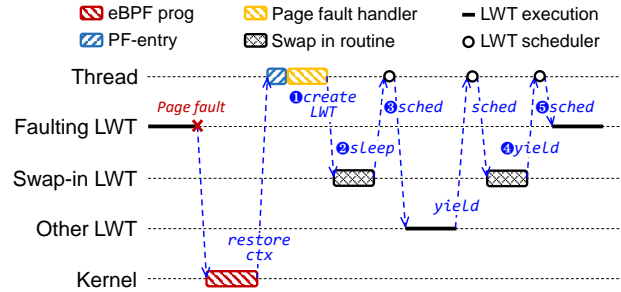 eBPF prog
Page fault handler
LWT execution
PF-entry
Swap in routine
LWT scheduler
Thread
❶create
LWT
❸sched
sched
❺sched
Page fault
Faulting LWT
❷sleep
❹yield
Swap-in LWT
yield
Other LWT
restore
ctx
Kernel